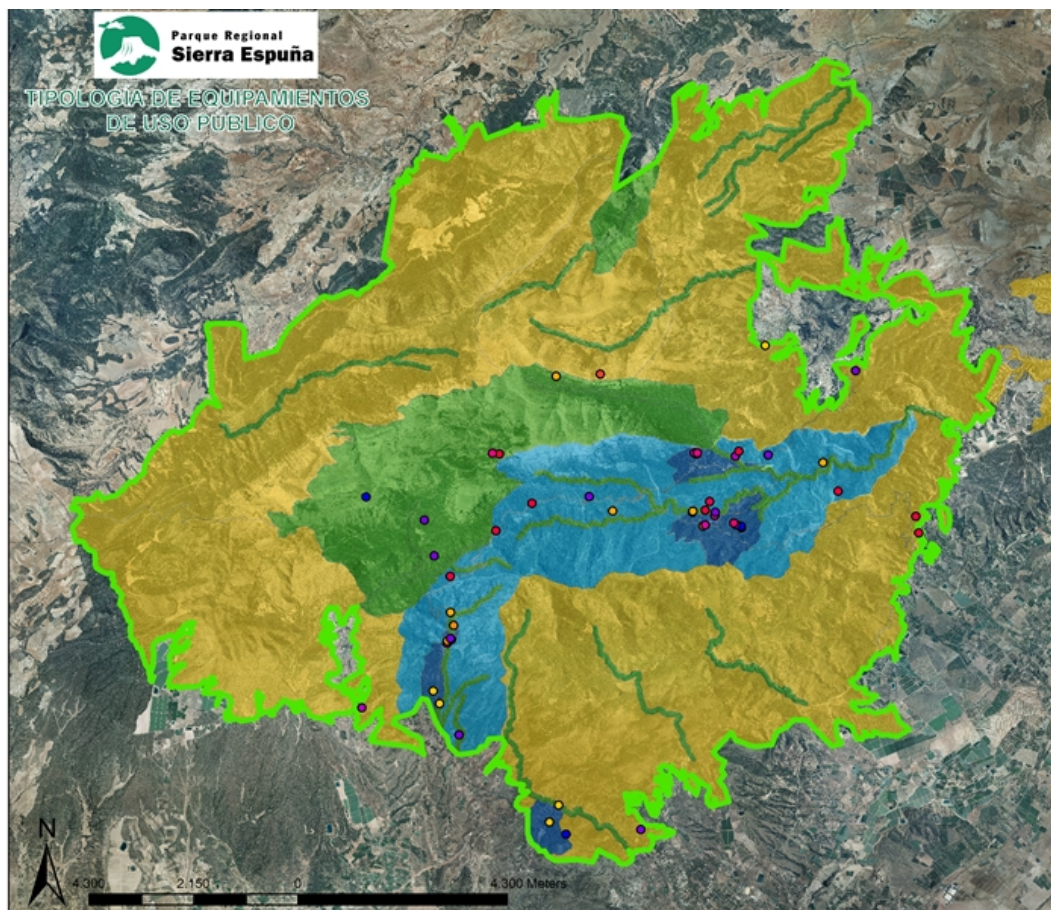 Parque Regional
Sierra Espuña
TIPOLOGÍA DE EQUIPAMIENTOS
DE USO PÚBLICO
N
4.300 2.150 0 4.300 Meters